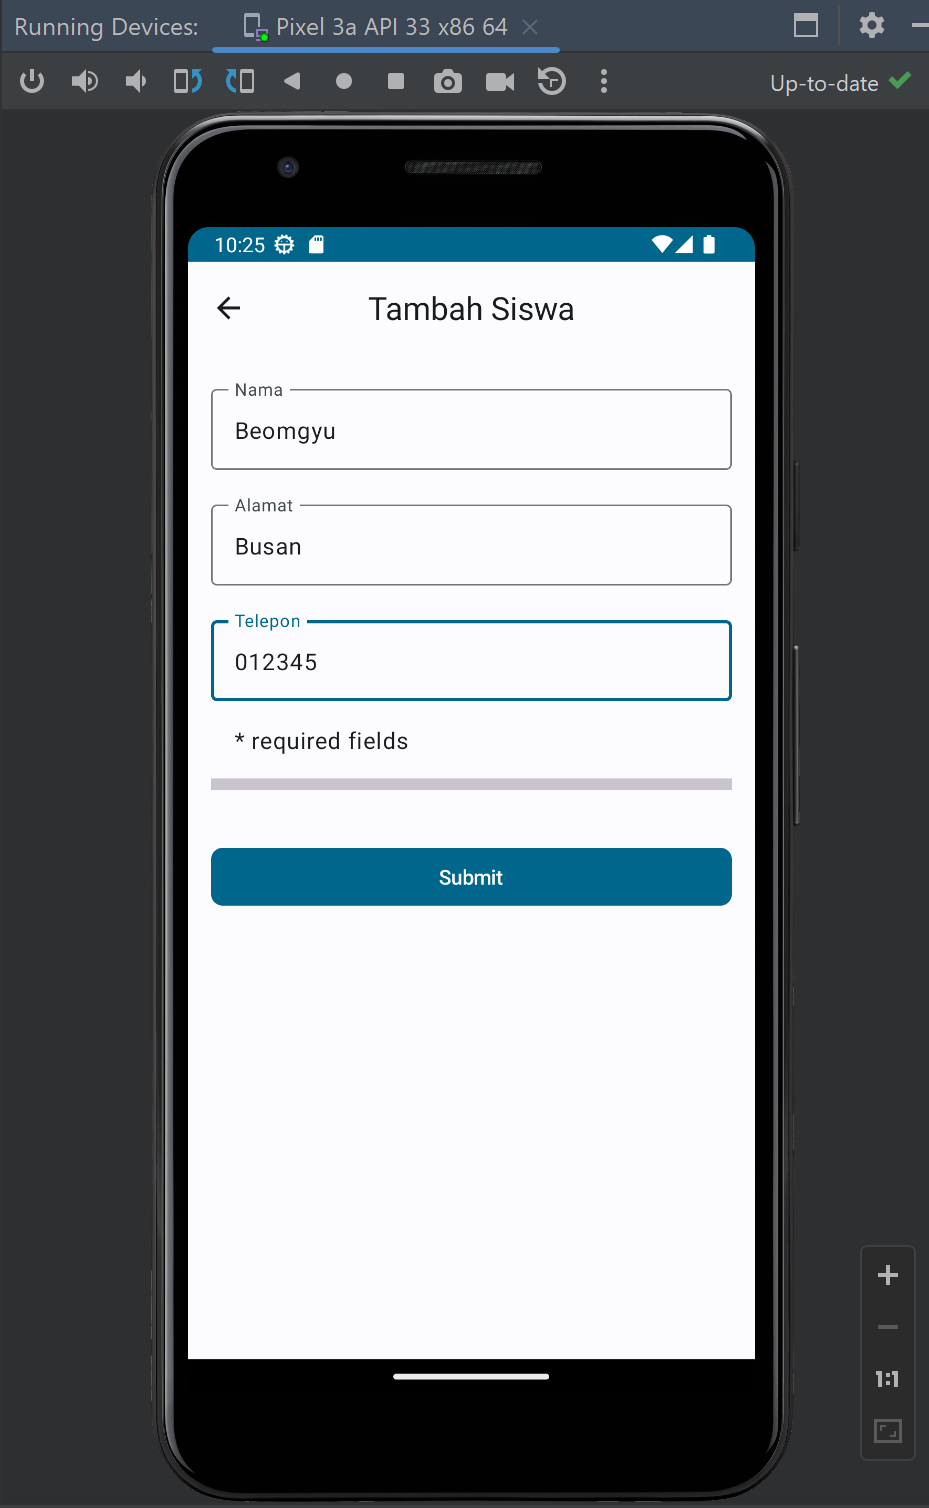 Running Devices: Pixel 3a API 33 x86 64
Up-to-date
10:25
Tambah Siswa
Nama
Beomgyu
Alamat
Busan
Telepon
012345
* required fields
Submit
1:1